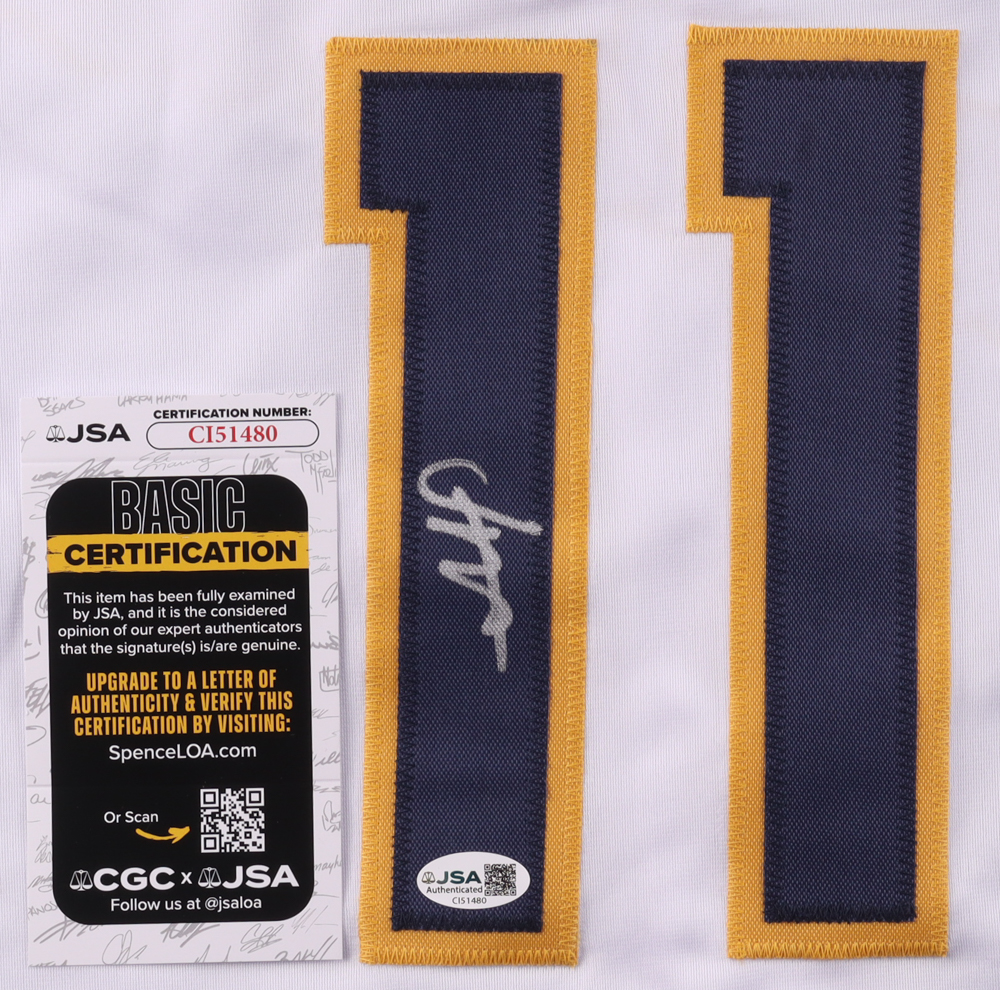 CERTIFICATION NUMBER:
JSA
CI51480
BASIC
CERTIFICATION
This item has been fully examined
by JSA, and it is the considered
opinion of our expert authenticators
that the signature(s) is/are genuine.
UPGRADE TO A LETTER OF
AUTHENTICITY & VERIFY THIS
CERTIFICATION BY VISITING:
SpenceLOA.com
Or Scan
CGC x JSA
Follow us at @jsaloa
11
JSA
Authenticated
CI51480